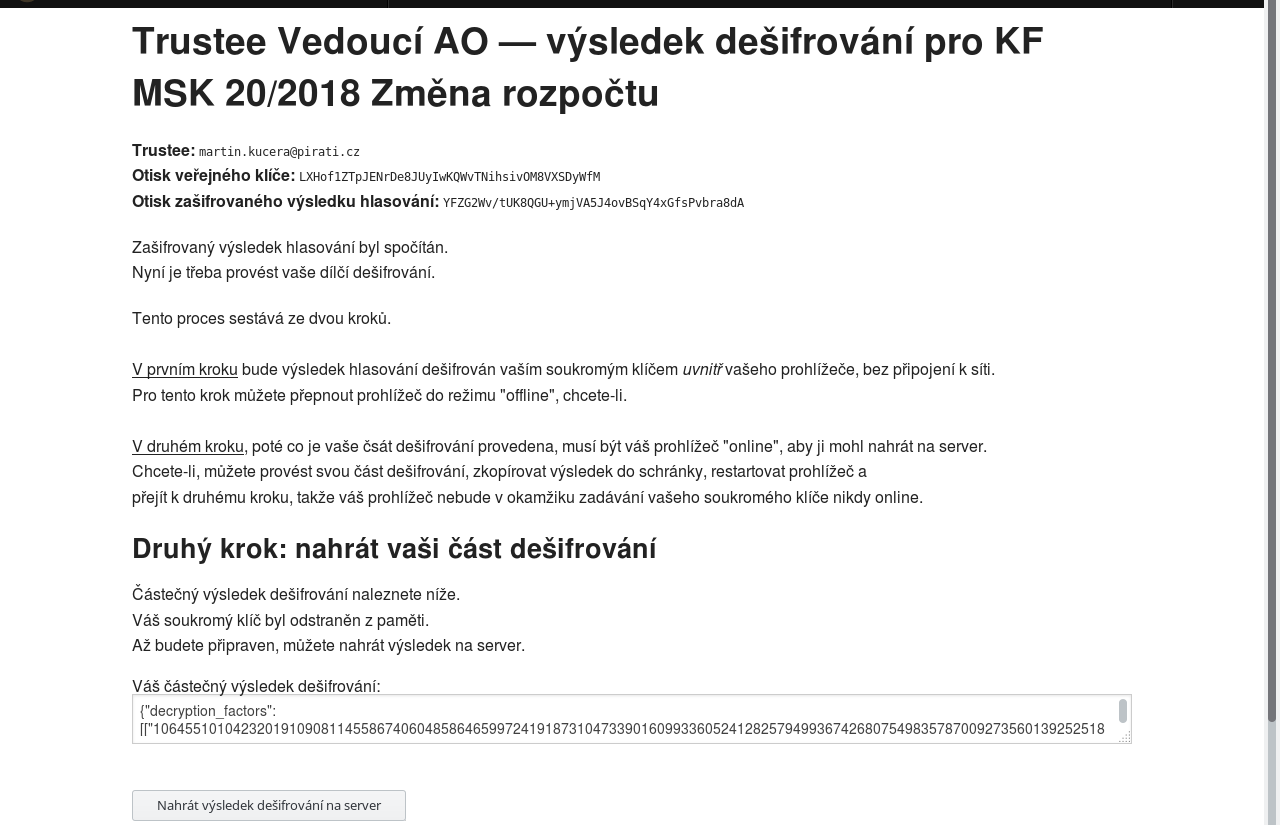 Trustee Vedoucí AO — výsledek dešifrování pro KF
MSK 20/2018 Změna rozpočtu
Trustee: martin.kucera@pirati.cz
Otisk veřejného klíče: LXHof1ZTpJENrDe8JUyIwKQWvTNihsivOM8VXSDyWfM
Otisk zašifrovaného výsledku hlasování: YFZG2Wv/tUK8QGU+ymjVA5J4ovBSqY4xGfsPvbra8dA
Zašifrovaný výsledek hlasování byl spočítán.
Nyní je třeba provést vaše dílčí dešifrování.
Tento proces sestává ze dvou kroků.
V prvním kroku bude výsledek hlasování dešifrován vaším soukromým klíčem uvnitř vašeho prohlížeče, bez připojení k síti.
Pro tento krok můžete přepnout prohlížeč do režimu "offline", chcete-li.
V druhém kroku, poté co je vaše čsát dešifrování provedena, musí být váš prohlížeč "online", aby ji mohl nahrát na server.
Chcete-li, můžete provést svou část dešifrování, zkopírovat výsledek do schránky, restartovat prohlížeč a
přejít k druhému kroku, takže váš prohlížeč nebude v okamžiku zadávání vašeho soukromého klíče nikdy online.
Druhý krok: nahrát vaši část dešifrování
Částečný výsledek dešifrování naleznete níže.
Váš soukromý klíč byl odstraněn z paměti.
Až budete připraven, můžete nahrát výsledek na server.
Váš částečný výsledek dešifrování:
{"decryption_factors":
[["106455101042320191090811455867406048586465997241918731047339016099336052412825794993674268075498357870092735601392525​18
Nahrát výsledek dešifrování na server